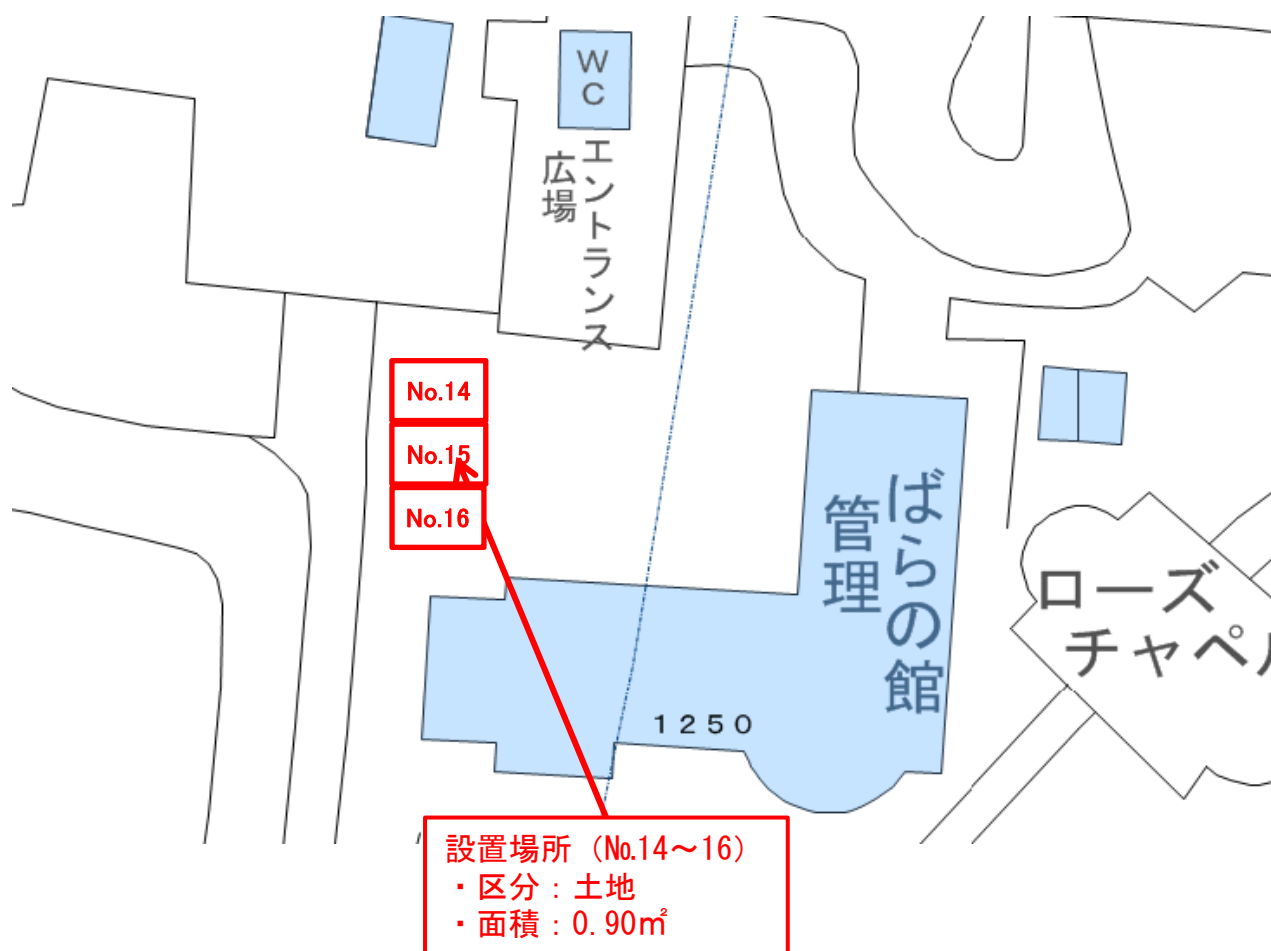 WC
エントランス
広場
No.14
No.15
No.16
ばらの館
管理
ローズ
チャペル
1250
設置場所（No.14～16）
・区分：土地
・面積：0.90㎡